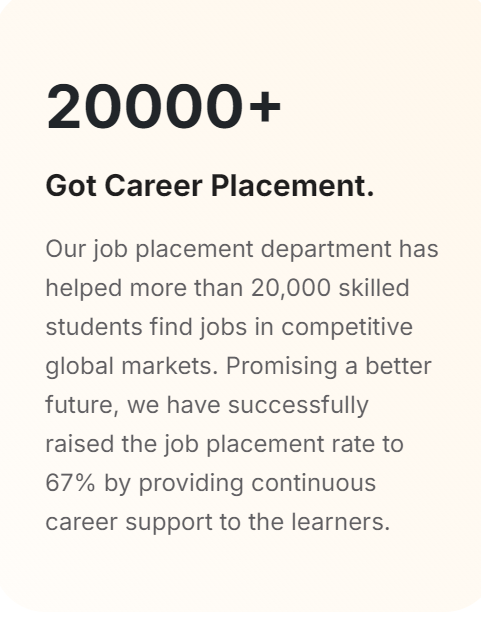 20000+
Got Career Placement.
Our job placement department has
helped more than 20,000 skilled
students find jobs in competitive
global markets. Promising a better
future, we have successfully
raised the job placement rate to
67% by providing continuous
career support to the learners.